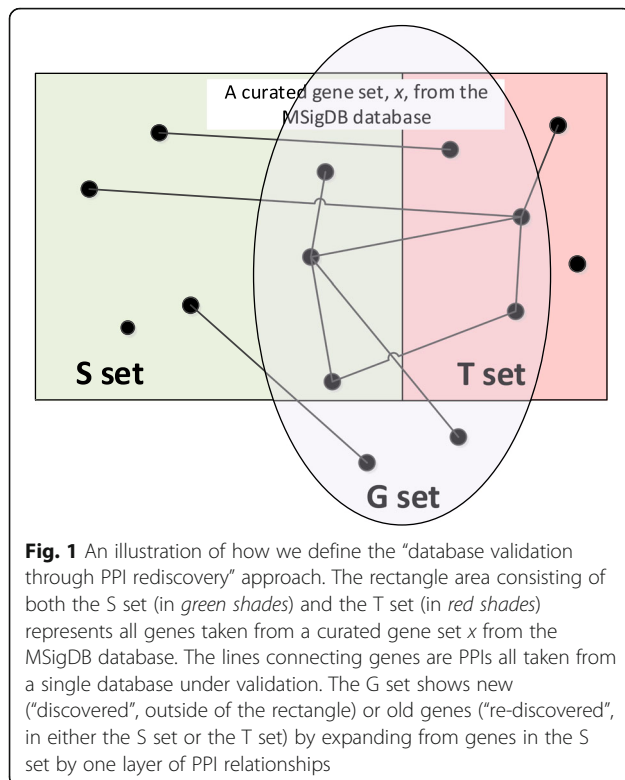 A curated gene set, x, from the
MSigDB database
S set
T set
G set
Fig. 1 An illustration of how we define the “database validation
through PPI rediscovery” approach. The rectangle area consisting of
both the S set (in green shades) and the T set (in red shades)
represents all genes taken from a curated gene set x from the
MSigDB database. The lines connecting genes are PPIs all taken from
a single database under validation. The G set shows new
(“discovered”, outside of the rectangle) or old genes (“re-discovered”,
in either the S set or the T set) by expanding from genes in the S
set by one layer of PPI relationships